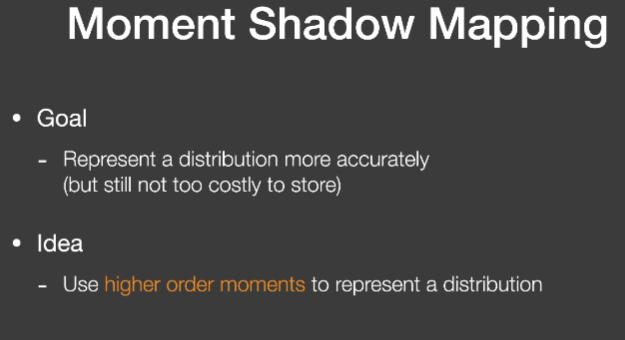 Moment Shadow Mapping
• Goal
- Represent a distribution more accurately
(but still not too costly to store)
• Idea
- Use higher order moments to represent a distribution